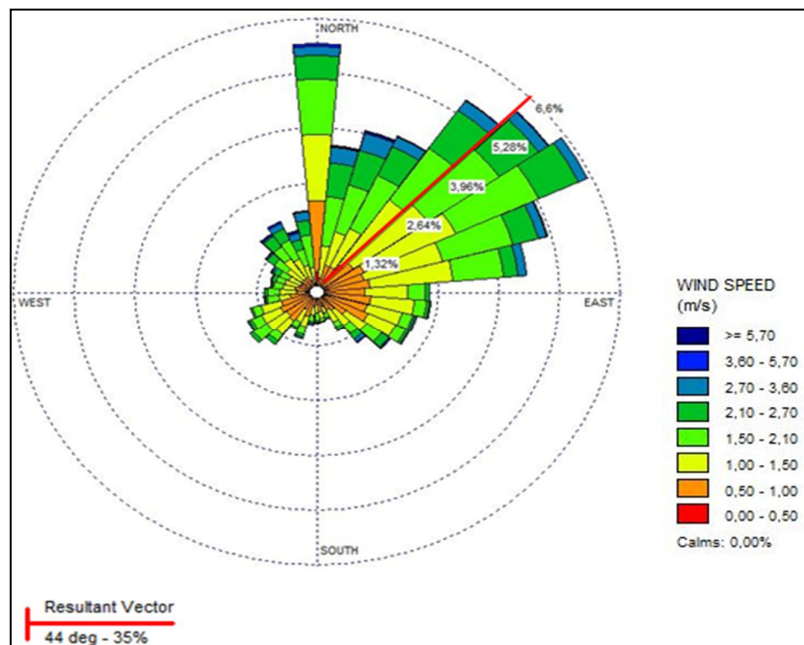 NORTH
6,6%
5,28%
3,96%
2,64%
1,32%
WEST
EAST
SOUTH
WIND SPEED
(m/s)
>= 5,70
3,60 - 5,70
2,70 - 3,60
2,10 - 2,70
1,50 - 2,10
1,00 - 1,50
0,50 - 1,00
0,00 - 0,50
Calms: 0,00%
Resultant Vector
44 deg - 35%